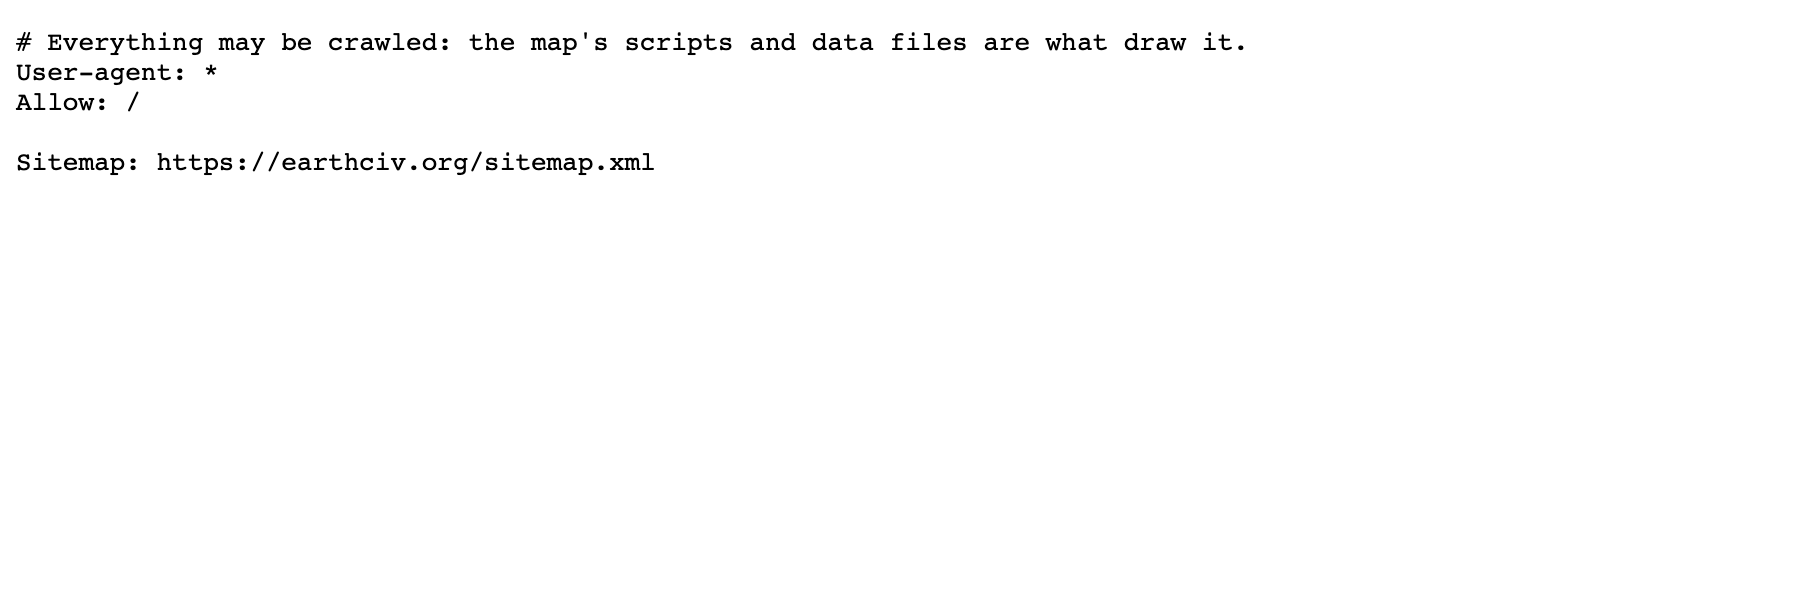 # Everything may be crawled: the map's scripts and data files are what draw it.
User-agent: *
Allow: /
Sitemap: https://earthciv.org/sitemap.xml